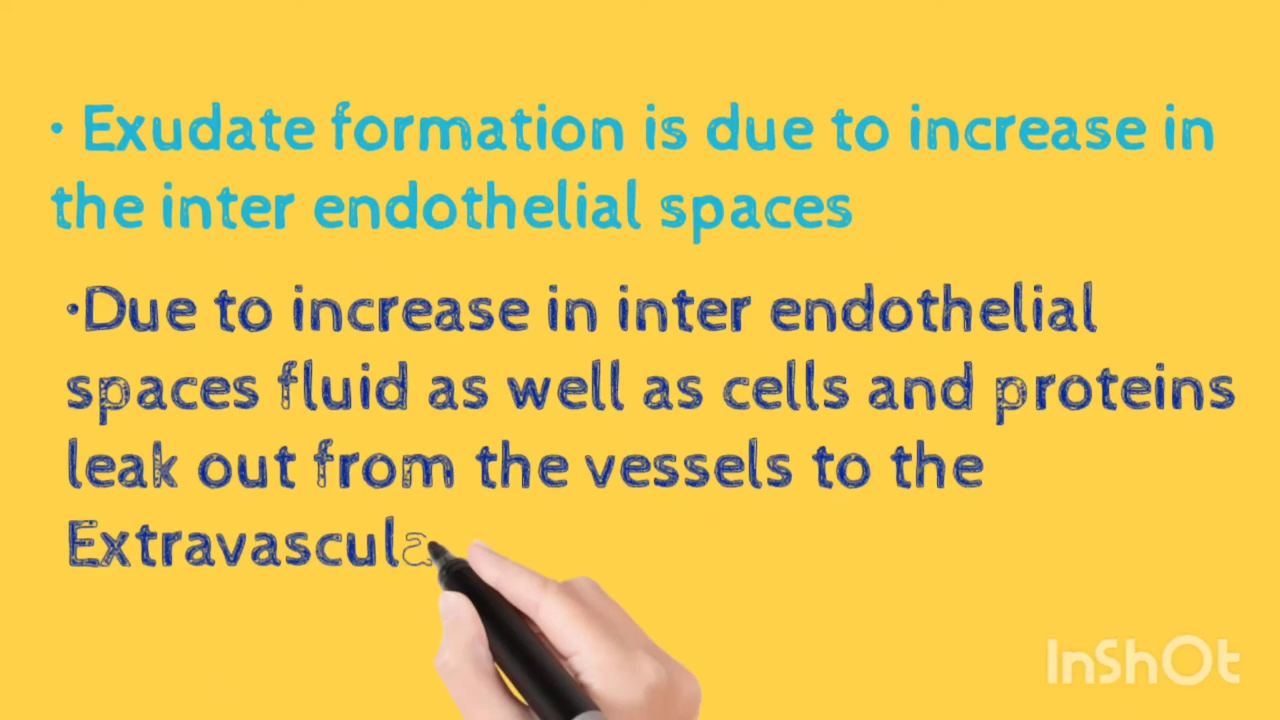 · Exudate formation is due to increase in
the inter endothelial spaces
·Due to increase in inter endothelial
spaces fluid as well as cells and proteins
leak out from the vessels to the
Extravascula
InShOt